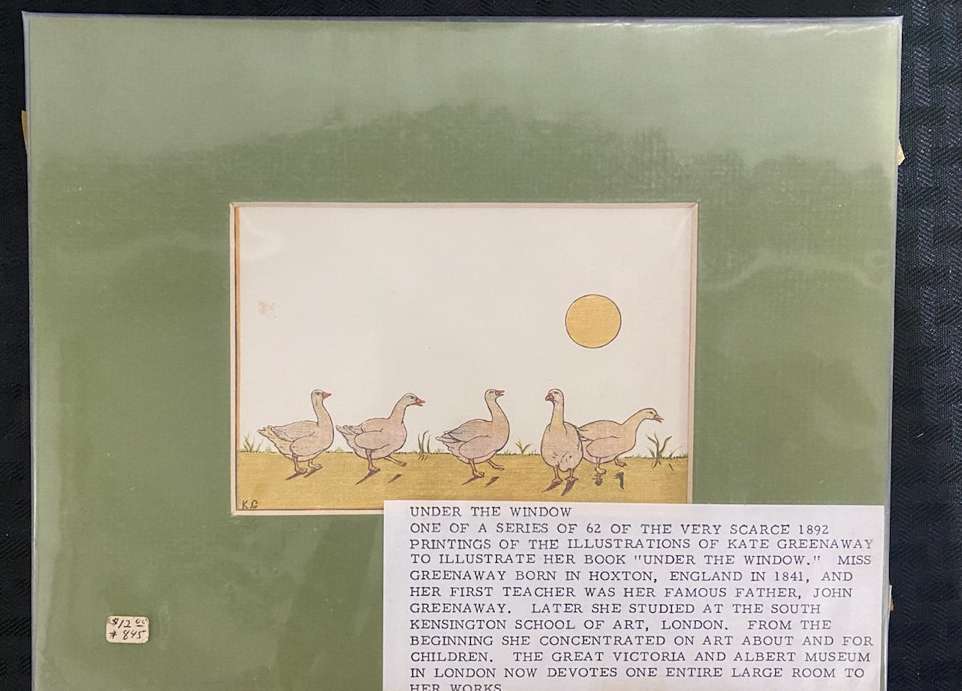 K.G
UNDER THE WINDOW
ONE OF A SERIES OF 62 OF THE VERY SCARCE 1892
PRINTINGS OF THE ILLUSTRATIONS OF KATE GREENAWAY
TO ILLUSTRATE HER BOOK "UNDER THE WINDOW." MISS
GREENAWAY BORN IN HOXTON, ENGLAND IN 1841, AND
HER FIRST TEACHER WAS HER FAMOUS FATHER, JOHN
GREENAWAY. LATER SHE STUDIED AT THE SOUTH
KENSINGTON SCHOOL OF ART, LONDON. FROM THE
BEGINNING SHE CONCENTRATED ON ART ABOUT AND FOR
CHILDREN. THE GREAT VICTORIA AND ALBERT MUSEUM
IN LONDON NOW DEVOTES ONE ENTIRE LARGE ROOM TO
HER WORKS
$12
# 845